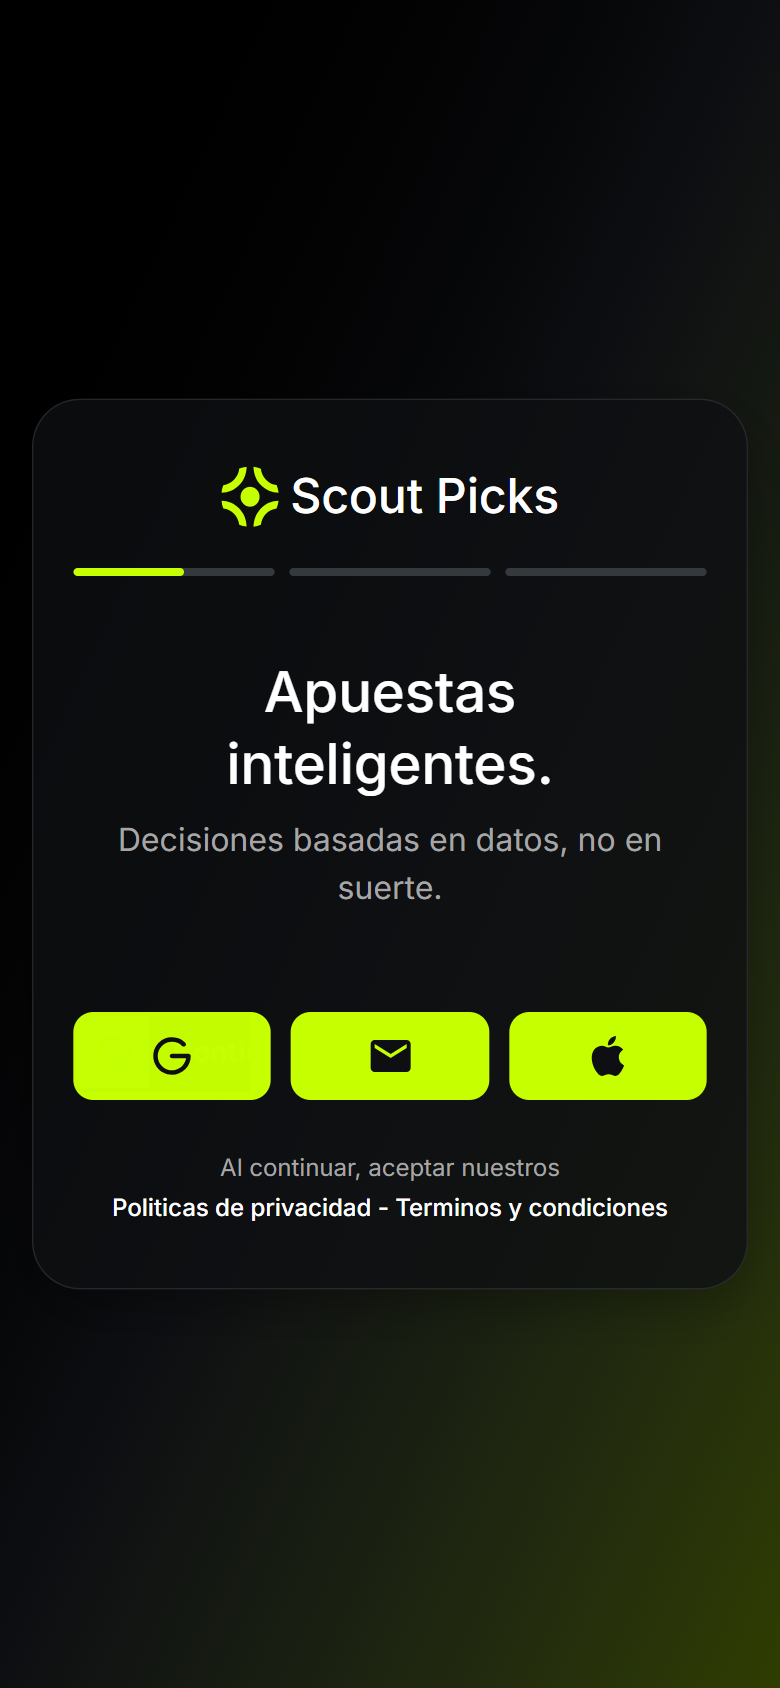 Scout Picks
Apuestas
inteligentes.
Decisiones basadas en datos, no en
suerte.
Al continuar, aceptar nuestros
Politicas de privacidad - Terminos y condiciones